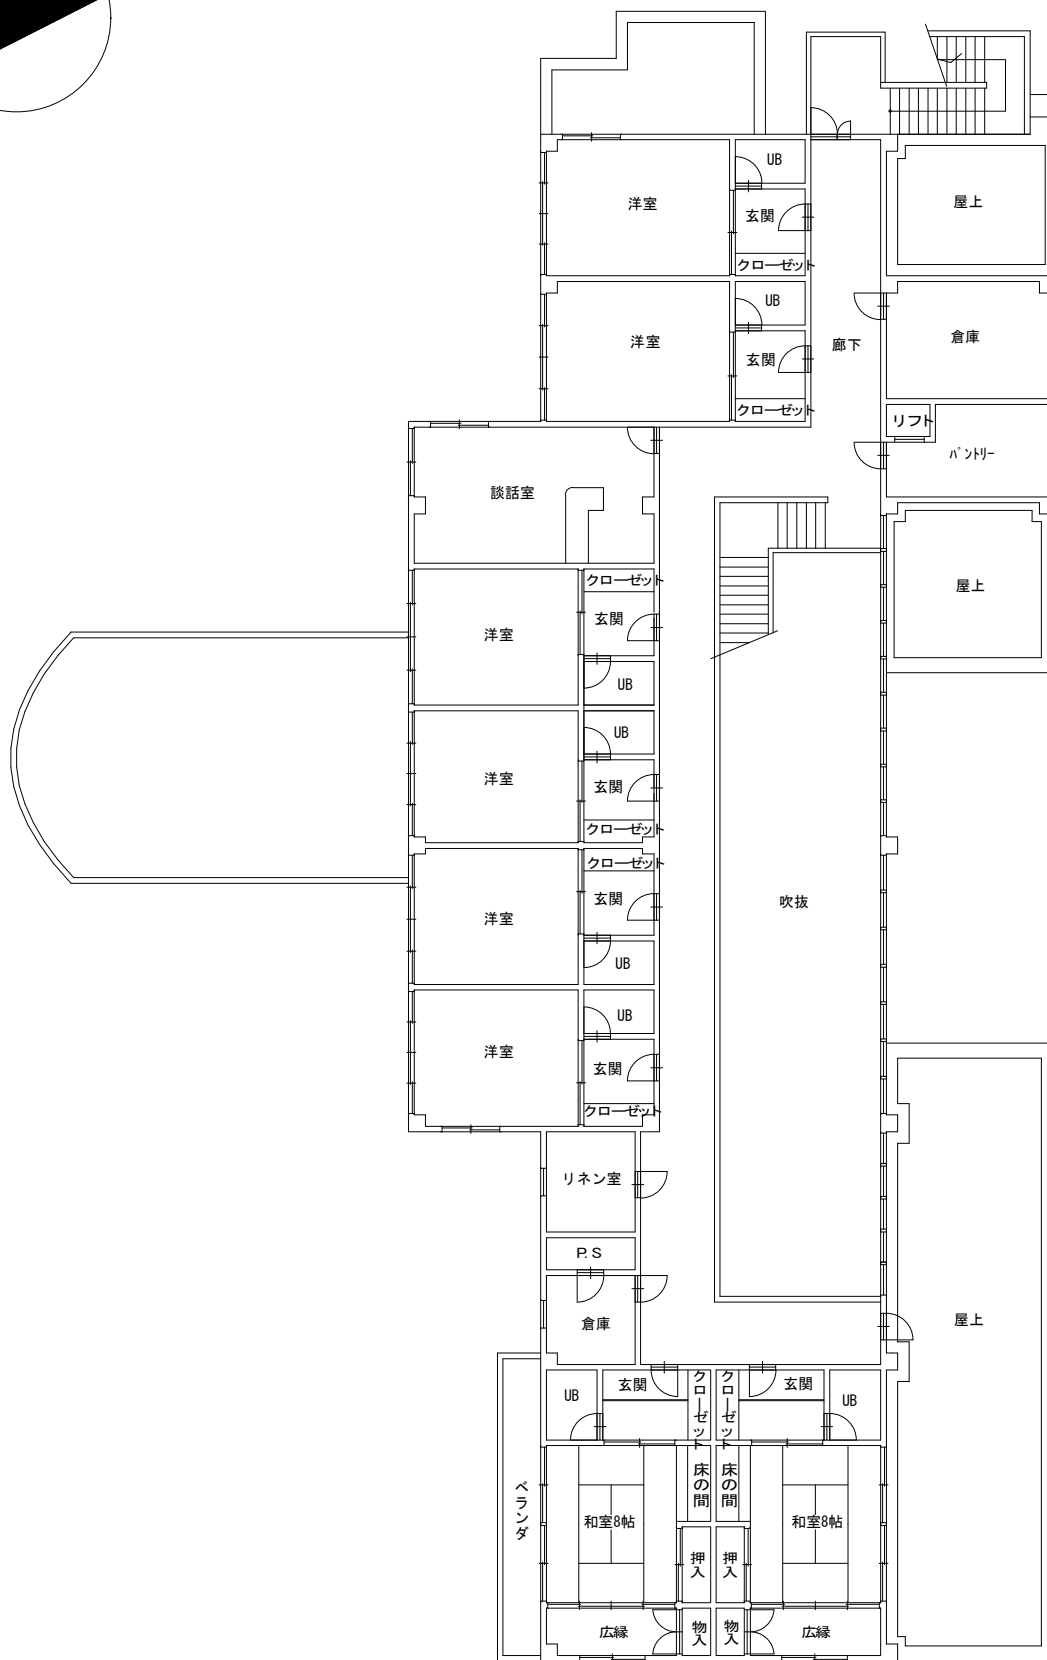 UB
洋室
玄関
屋上
クローゼット
UB
洋室
玄関
廊下
倉庫
クローゼット
リフト
パントリー
談話室
クローゼット
屋上
玄関
洋室
UB
UB
洋室
玄関
クローゼット
クローゼット
玄関
吹抜
洋室
UB
UB
洋室
玄関
クローゼット
リネン室
P.S
倉庫
屋上
UB
玄関
クローゼット
クローゼット
玄関
UB
ベランダ
床の間
床の間
和室8帖
和室8帖
押入
押入
広縁
物入
物入
広縁